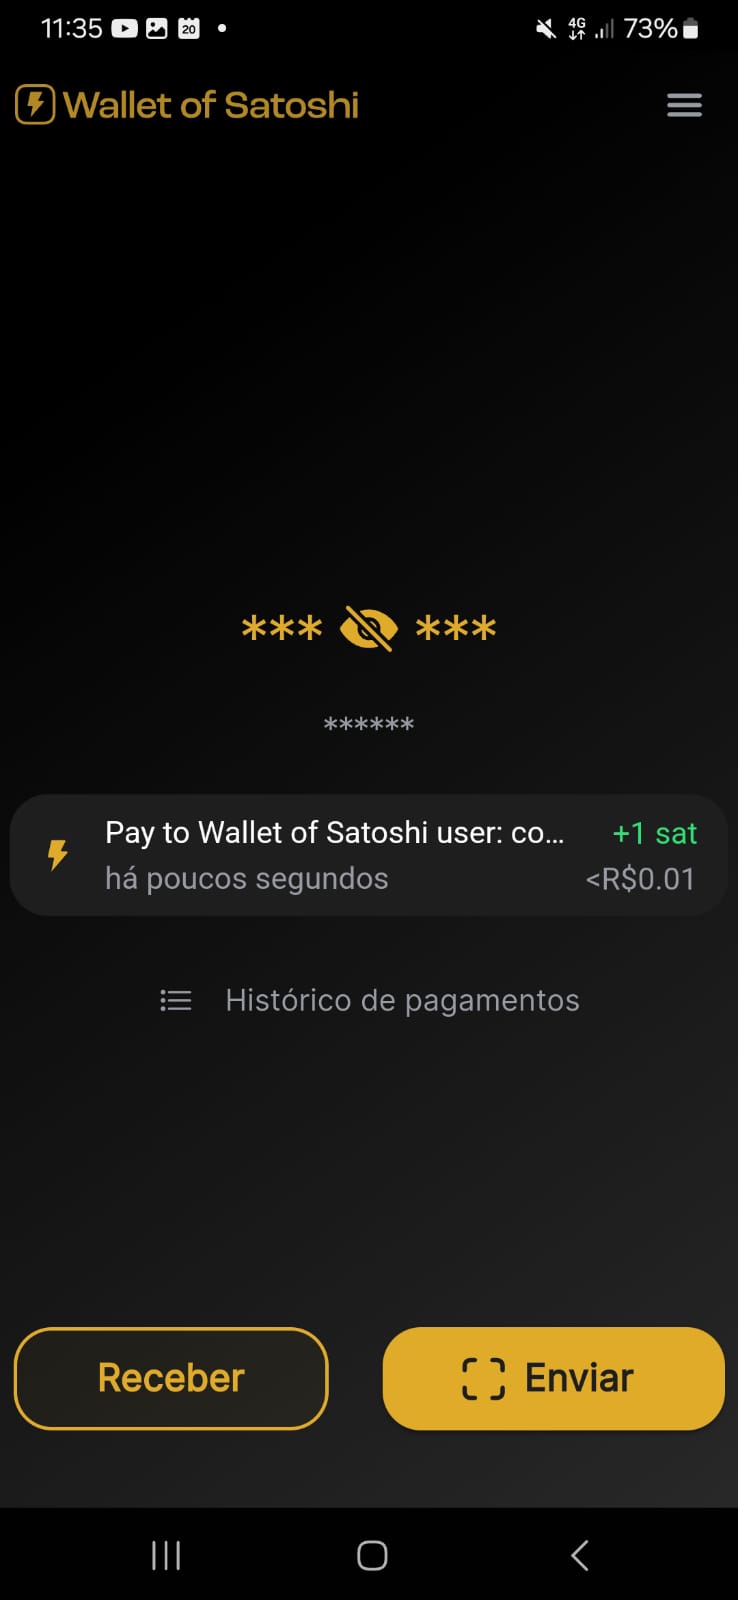 11:35 20 4G 73%
Wallet of Satoshi
*** ***
******
Pay to Wallet of Satoshi user: co... +1 sat
há poucos segundos <R$0.01
Histórico de pagamentos
Receber Enviar